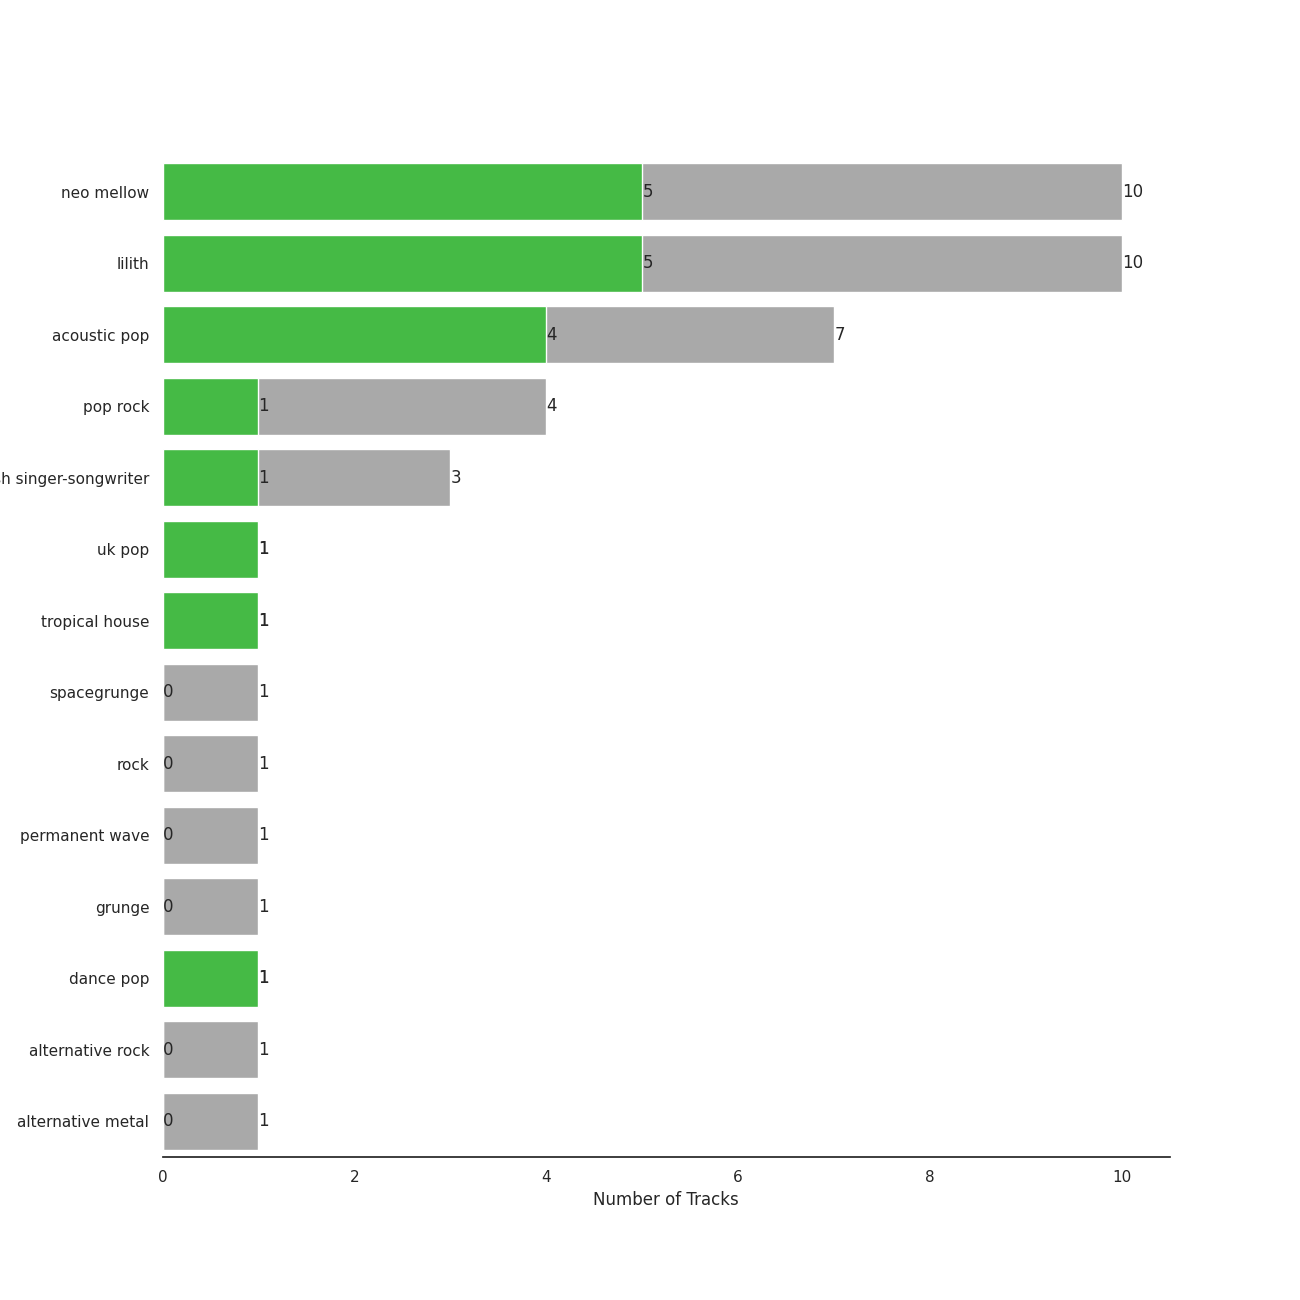 neo mellow 5 10
lilith 5 10
acoustic pop 4 7
pop rock 1 4
singer-songwriter 1 3
uk pop 1
tropical house 1
spacegrunge 0 1
rock 0 1
permanent wave 0 1
grunge 0 1
dance pop 1
alternative rock 0 1
alternative metal 0 1
0 2 4 6 8 10
Number of Tracks